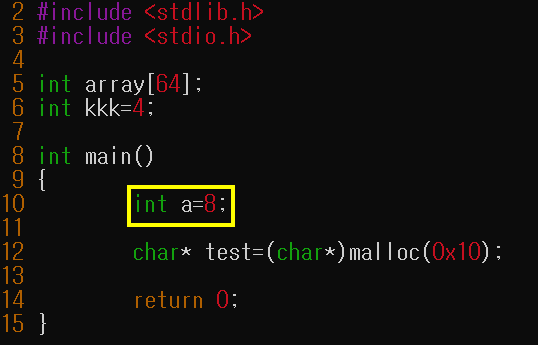 2 #include <stdlib.h>
3 #include <stdio.h>
4
5 int array[64];
6 int kkk=4;
7
8 int main()
9 {
10 int a=8;
11
12 char* test=(char*)malloc(0x10);
13
14 return 0;
15 }